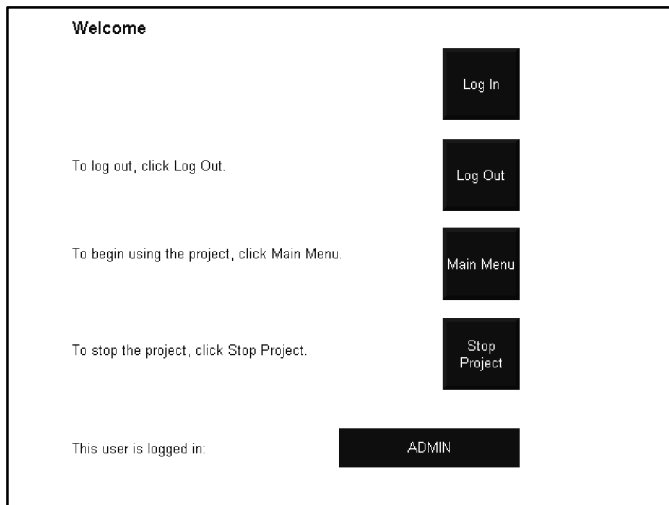 Welcome
Log In
To log out, click Log Out.
Log Out
To begin using the project, click Main Menu.
Main Menu
To stop the project, click Stop Project.
Stop
Project
This user is logged in:
ADMIN